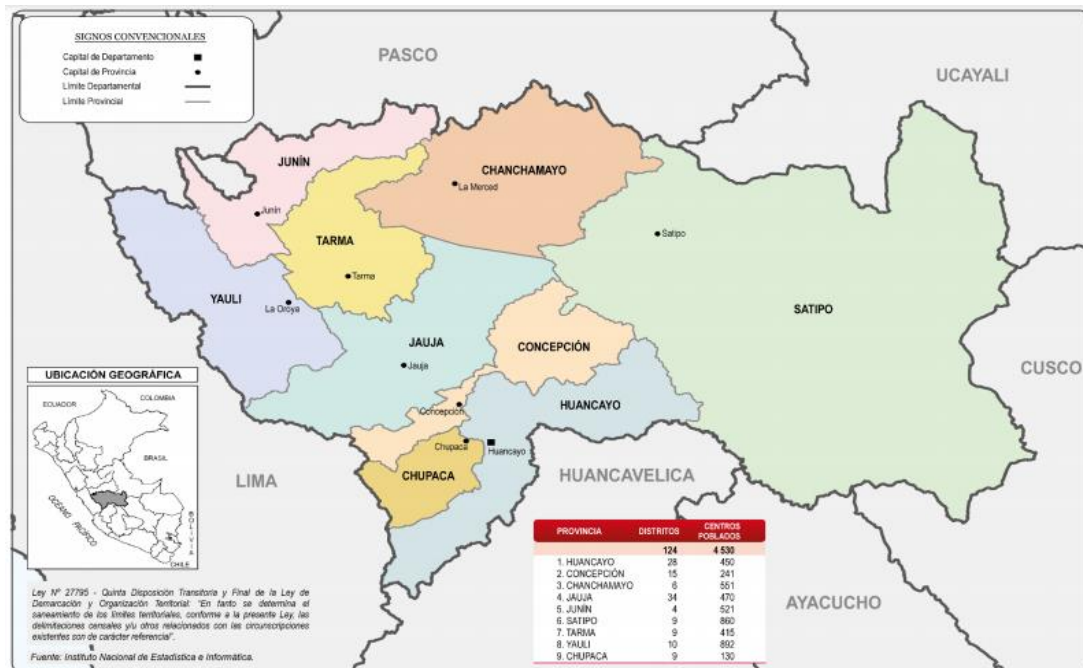 SIGNOS CONVENCIONALES
Capital de Departamento
Capital de Provincia
Límite Departamental
Límite Provincial
PASCO
UCAYALI
JUNÍN
CHANCHAMAYO
La Merced
Junín
TARMA
Satipo
Tarma
YAULI
La Oroya
SATIPO
JAUJA
CONCEPCIÓN
Jauja
CUSCO
UBICACIÓN GEOGRÁFICA
ECUADOR
COLOMBIA
BRASIL
OCÉANO PACÍFICO
BOLIVIA
CHILE
Concepción
HUANCAYO
Chupaca
Huancayo
CHUPACA
LIMA
HUANCAVELICA
AYACUCHO
PROVINCIA DISTRITOS CENTROS POBLADOS
124 4 530
1. HUANCAYO 28 450
2. CONCEPCIÓN 15 241
3. CHANCHAMAYO 6 551
4. JAUJA 34 470
5. JUNÍN 4 521
6. SATIPO 9 860
7. TARMA 9 415
8. YAULI 10 892
9. CHUPACA 9 130
Ley Nº 27795 - Quinta Disposición Transitoria y Final de la Ley de
Demarcación y Organización Territorial: "En tanto se determina el
saneamiento de los límites territoriales, conforme a la presente Ley, las
delimitaciones censales y/u otros relacionados con las circunscripciones
existentes son de carácter referencial".
Fuente: Instituto Nacional de Estadística e Informática.